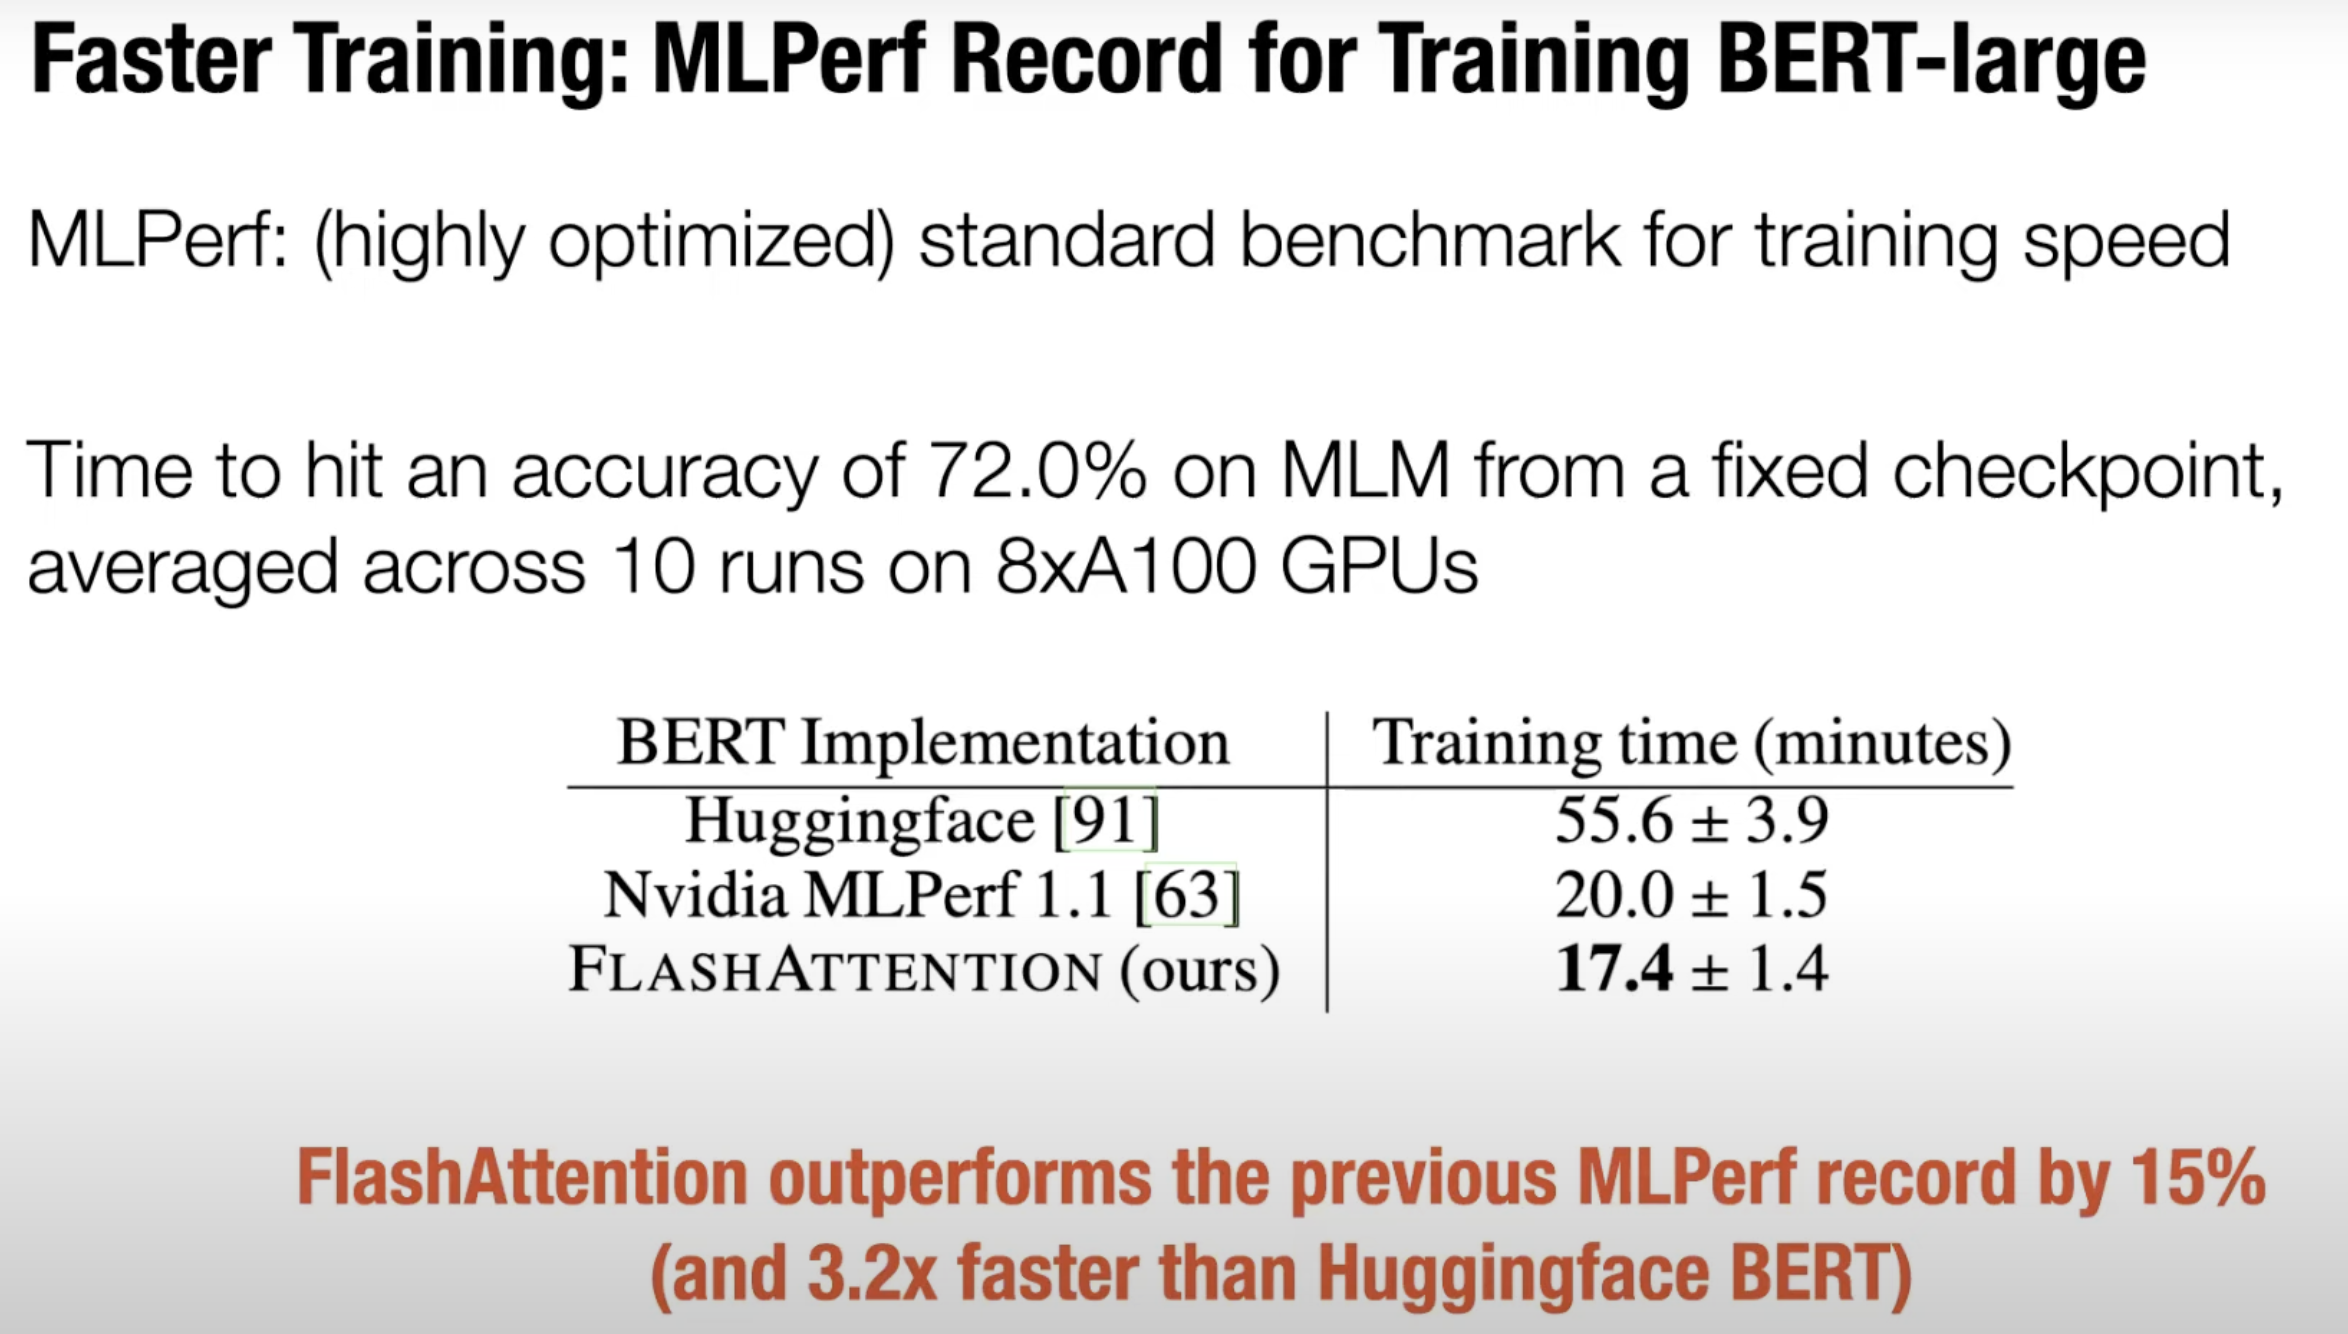 Faster Training: MLPerf Record for Training BERT-large
MLPerf: (highly optimized) standard benchmark for training speed
Time to hit an accuracy of 72.0% on MLM from a fixed checkpoint,
averaged across 10 runs on 8xA100 GPUs
BERT Implementation Training time (minutes)
Huggingface [91] 55.6 ± 3.9
Nvidia MLPerf 1.1 [63] 20.0 ± 1.5
FLASHATTENTION (ours) 17.4 ± 1.4
FlashAttention outperforms the previous MLPerf record by 15%
(and 3.2x faster than Huggingface BERT)